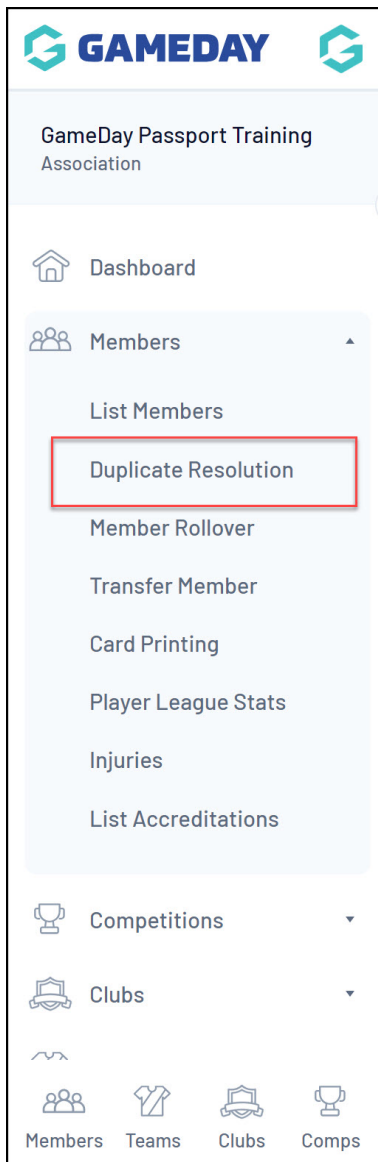 GAMEDAY
GameDay Passport Training
Association
Dashboard
Members
List Members
Duplicate Resolution
Member Rollover
Transfer Member
Card Printing
Player League Stats
Injuries
List Accreditations
Competitions
Clubs
Members Teams Clubs Comps